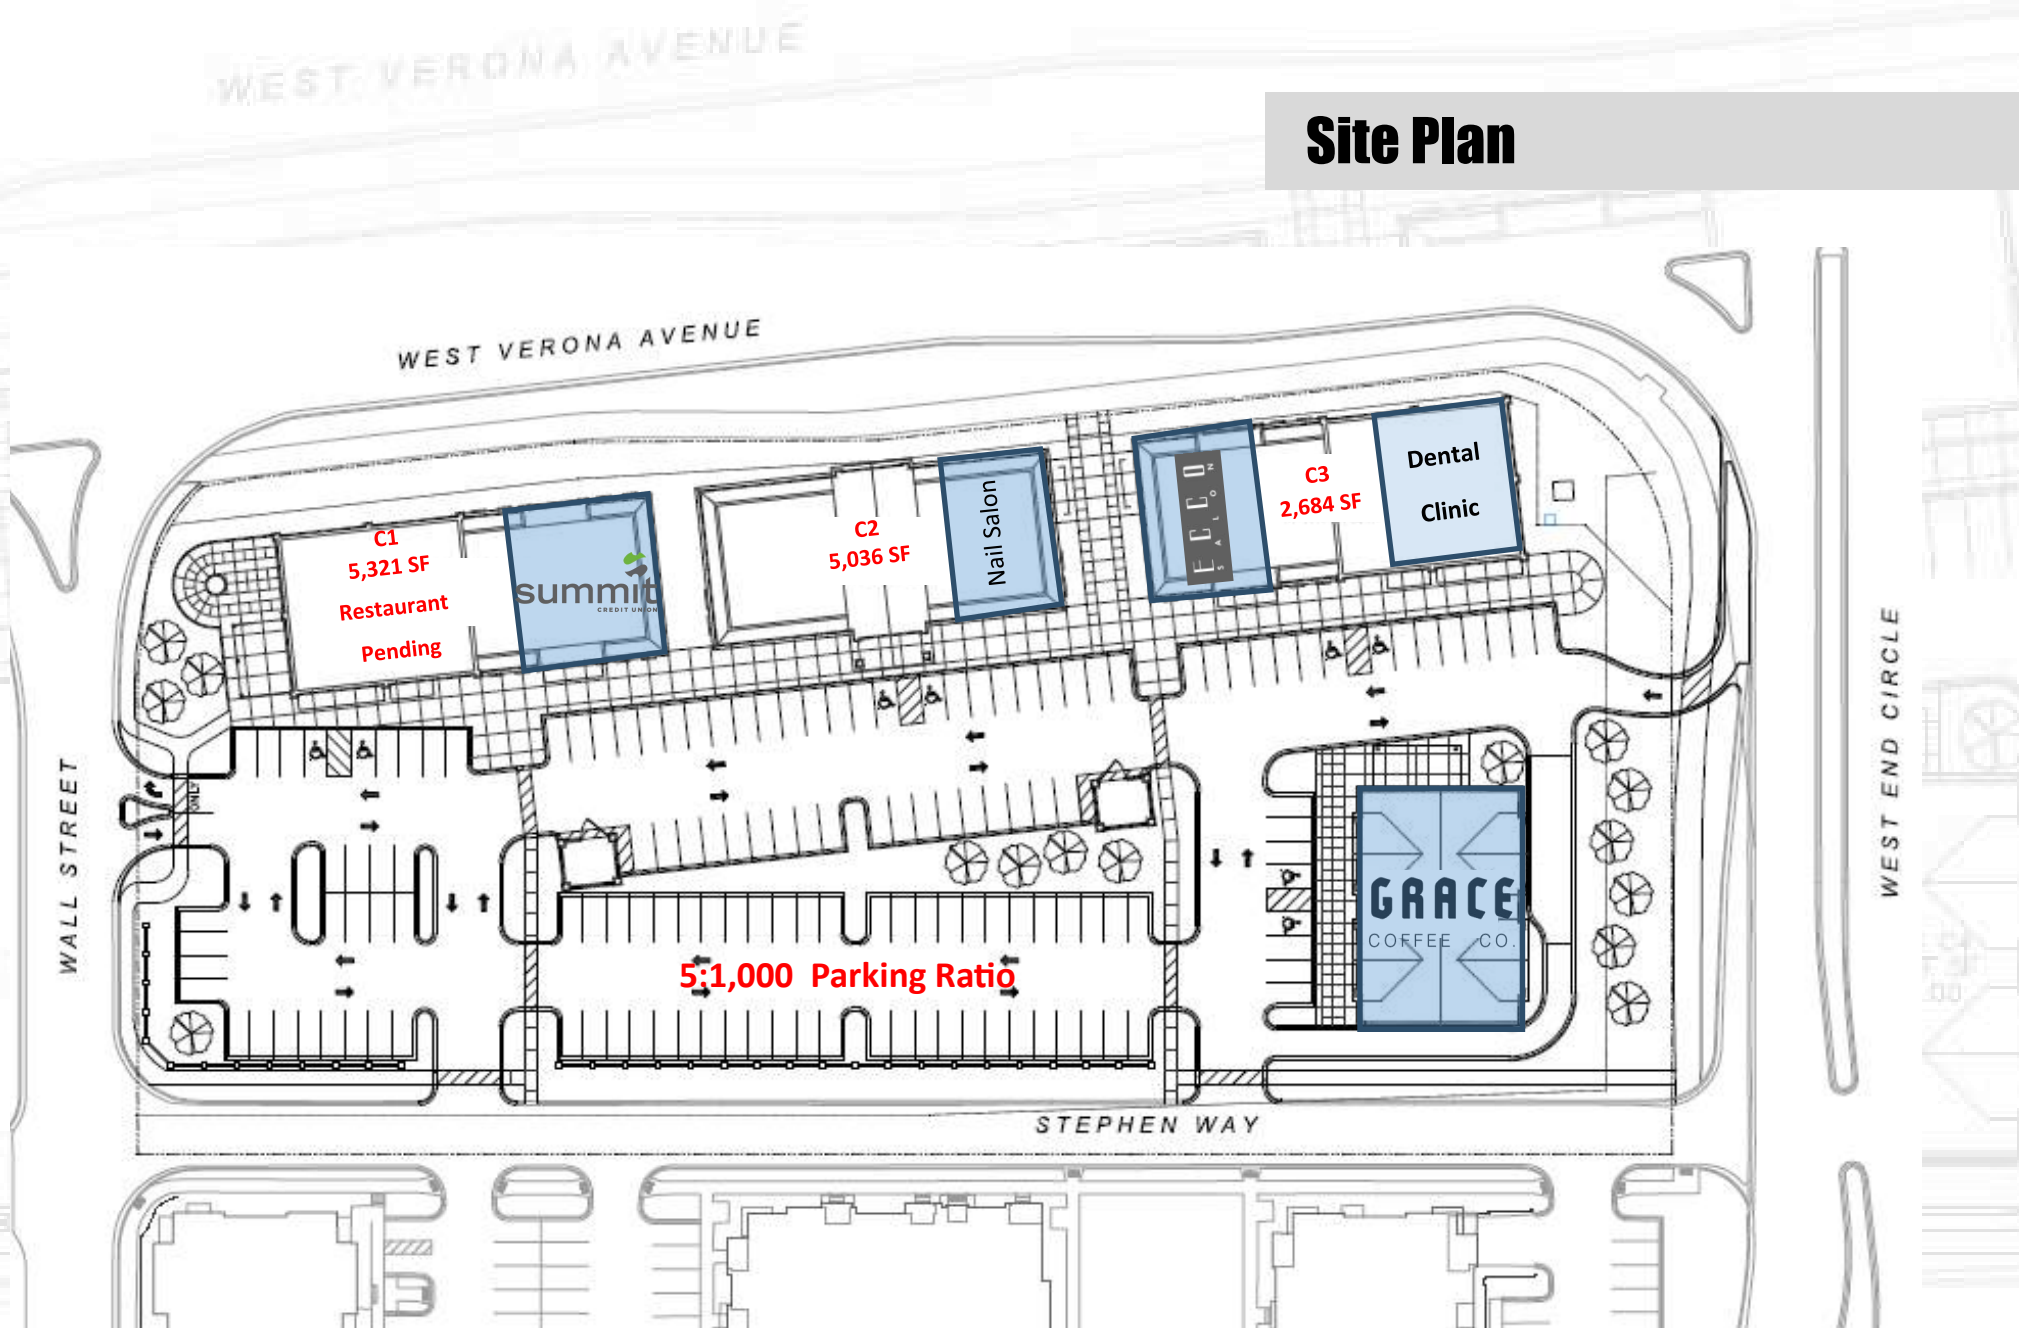 WEST VERONA AVENUE
Site Plan
WEST VERONA AVENUE
C1
5,321 SF
Restaurant
Pending
summit
CREDIT UNION
C2
5,036 SF
Nail Salon
ECCO
SALON
C3
2,684 SF
Dental
Clinic
WALL STREET
ONLY
WEST END CIRCLE
GRACE
COFFEE CO.
5:1,000 Parking Ratio
STEPHEN WAY